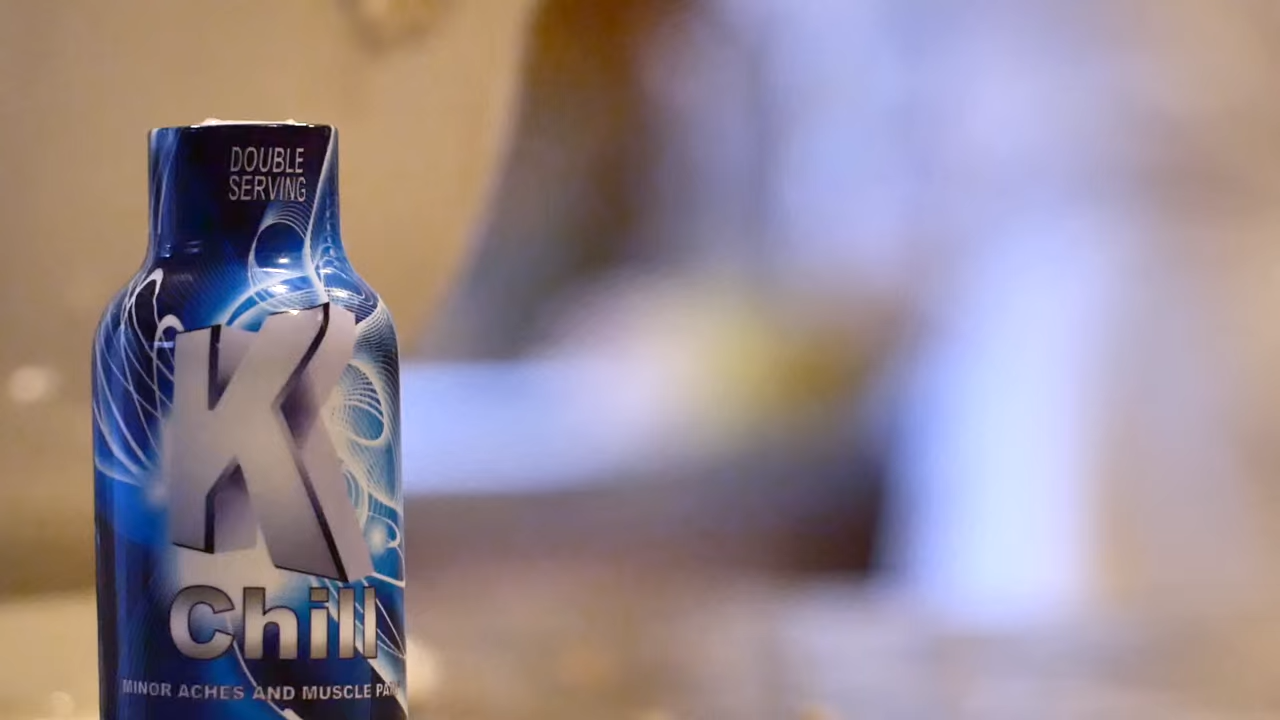 DOUBLE
SERVING
K
Chill
MINOR ACHES AND MUSCLE